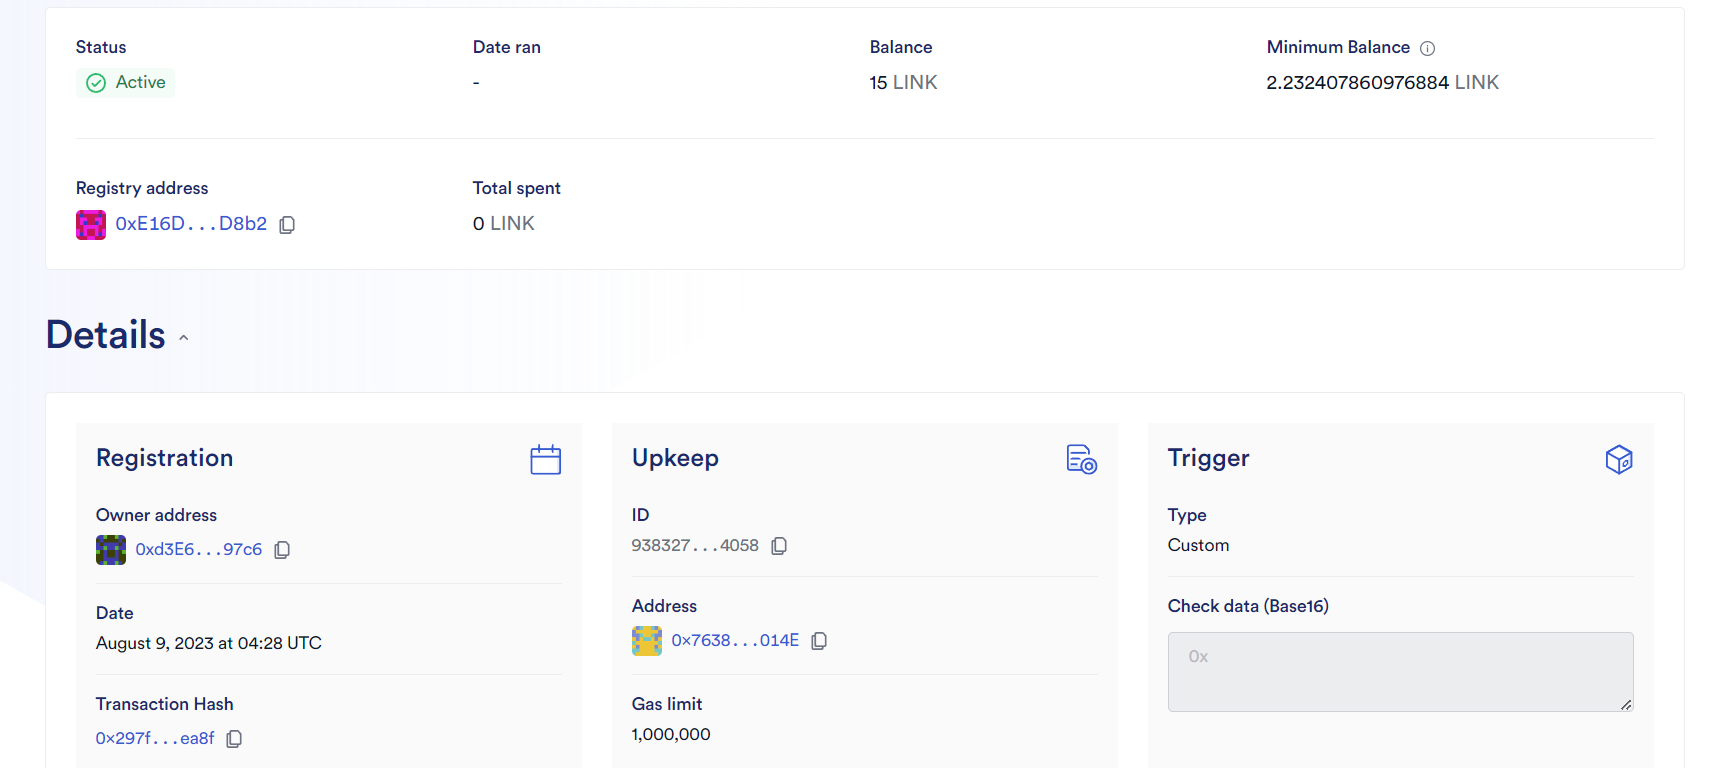 Status
Date ran
Balance
Minimum Balance
Active
-
15 LINK
2.232407860976884 LINK
Registry address
Total spent
0xE16D...D8b2
0 LINK
Details
Registration
Owner address
0xd3E6...97c6
Date
August 9, 2023 at 04:28 UTC
Transaction Hash
0x297f...ea8f
Upkeep
ID
938327...4058
Address
0x7638...014E
Gas limit
1,000,000
Trigger
Type
Custom
Check data (Base16)
0x